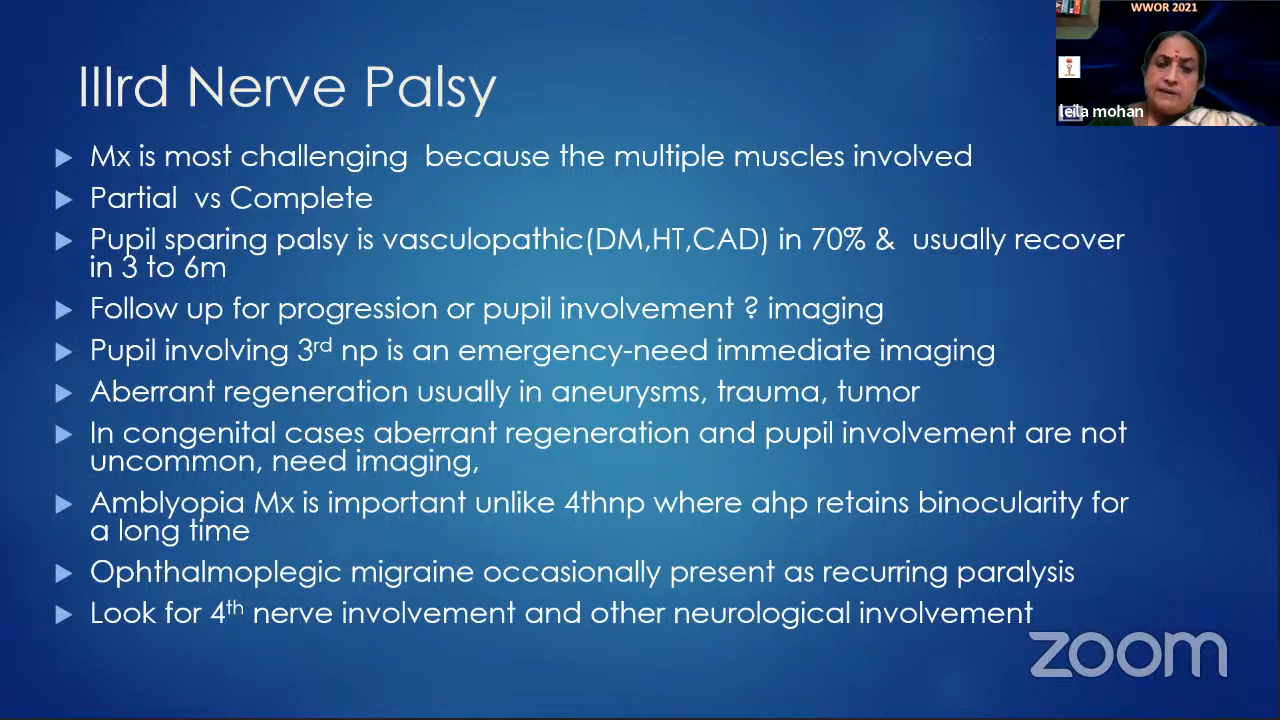 WWOR 2021
leila mohan
IIIrd Nerve Palsy
Mx is most challenging because the multiple muscles involved
Partial vs Complete
Pupil sparing palsy is vasculopathic(DM,HT,CAD) in 70% & usually recover
in 3 to 6m
Follow up for progression or pupil involvement ? imaging
Pupil involving 3rd np is an emergency-need immediate imaging
Aberrant regeneration usually in aneurysms, trauma, tumor
In congenital cases aberrant regeneration and pupil involvement are not
uncommon, need imaging,
Amblyopia Mx is important unlike 4thnp where ahp retains binocularity for
a long time
Ophthalmoplegic migraine occasionally present as recurring paralysis
Look for 4th nerve involvement and other neurological involvement
zoom